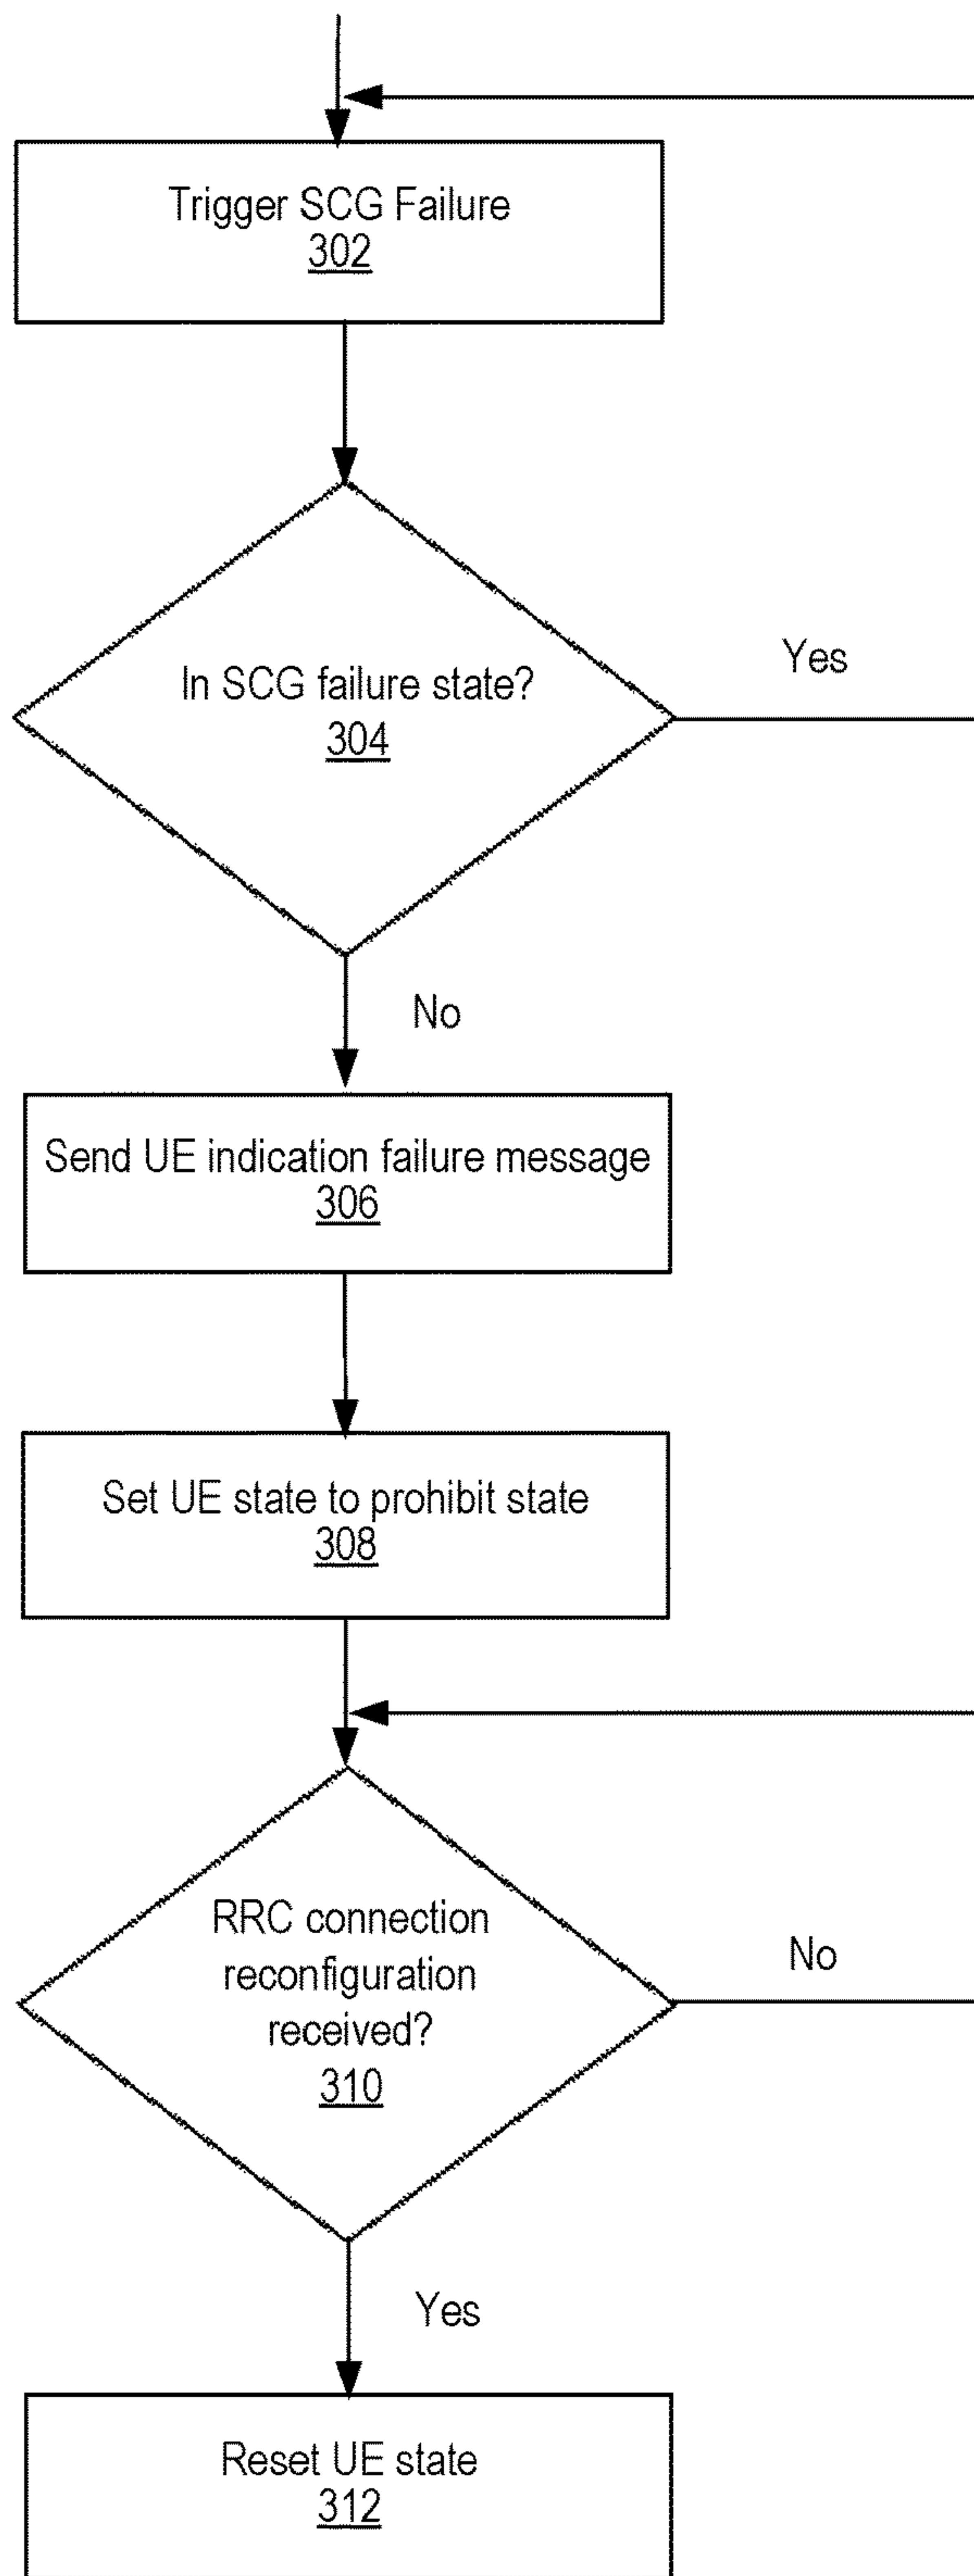 Trigger SCG Failure
302
In SCG failure state?
304
Yes
No
Send UE indication failure message
306
Set UE state to prohibit state
308
RRC connection
reconfiguration
received?
310
No
Yes
Reset UE state
312